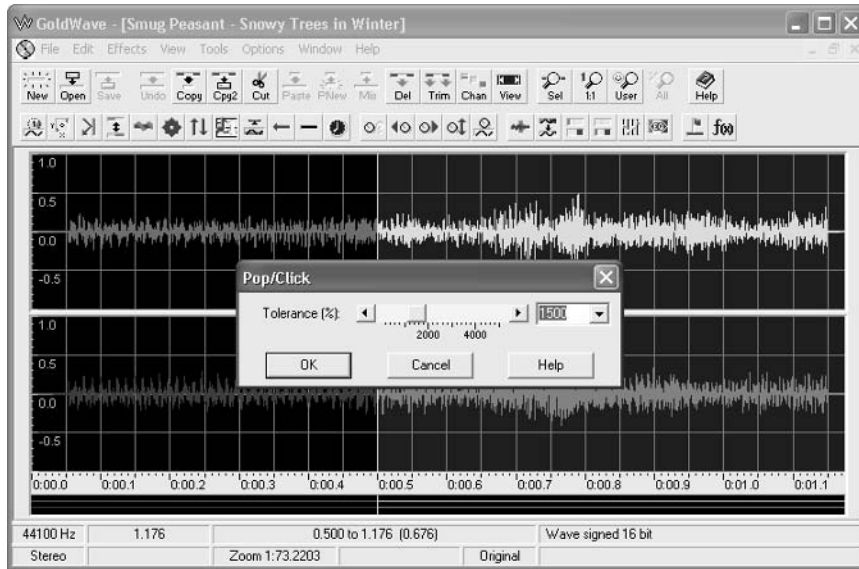 GoldWave - [Smug Peasant - Snowy Trees in Winter]
File Edit Effects View Tools Options Window Help
New Open Save Undo Copy Cpy2 Cut Paste PNew Mix Del Trim Chan View Sel 1:1 User All Help
f(x)
1.0
0.5
0.0
-0.5
Pop/Click
Tolerance (%): 1500
2000 4000
OK Cancel Help
1.0
0.5
0.0
-0.5
0:00.0 0:00.1 0:00.2 0:00.3 0:00.4 0:00.5 0:00.6 0:00.7 0:00.8 0:00.9 0:01.0 0:01.1
44100 Hz 1.176 0.500 to 1.176 (0.676) Wave signed 16 bit
Stereo Zoom 1:73.2203 Original